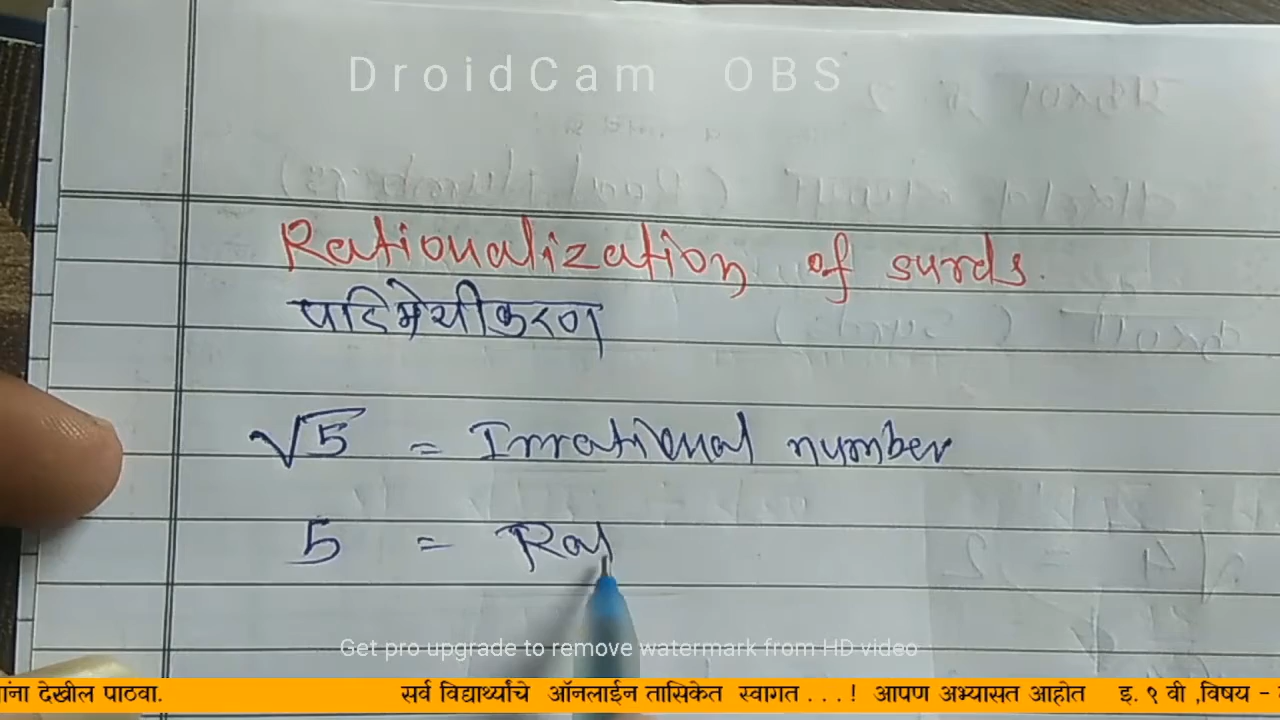 DroidCam OBS
Rationalization of surds.
परिमेयीकरण
√5 = Irrational number
5 = Rat
Get pro upgrade to remove watermark from HD video
ांना देखील पाठवा. सर्व विद्यार्थ्यांचे ऑनलाईन तासिकेत स्वागत . . . ! आपण अभ्यासत आहोत इ. ९ वी ,विषय -